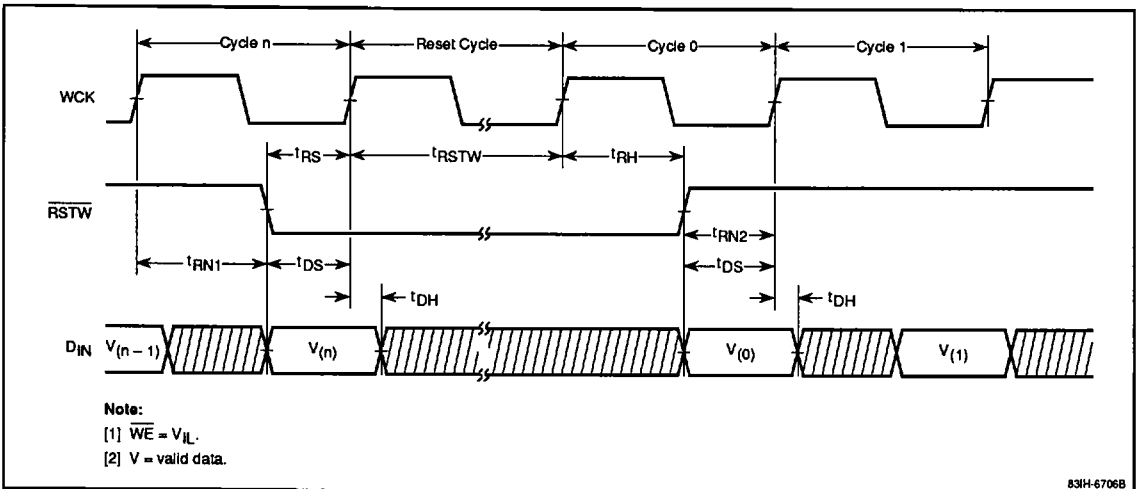 Cycle n Reset Cycle Cycle 0 Cycle 1
WCK
tRS tRSTW tRH
RSTW
tRN2
tRN1 tDS tDS
tDH tDH
DIN V(n – 1) V(n) V(0) V(1)
Note:
[1] WE = VIL.
[2] V = valid data.
83IH-6706B